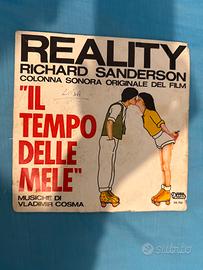 REALITY
RICHARD SANDERSON
COLONNA SONORA ORIGINALE DEL FILM
"IL
TEMPO
DELLE
MELE"
MUSICHE DI
VLADIMIR COSMA
subito